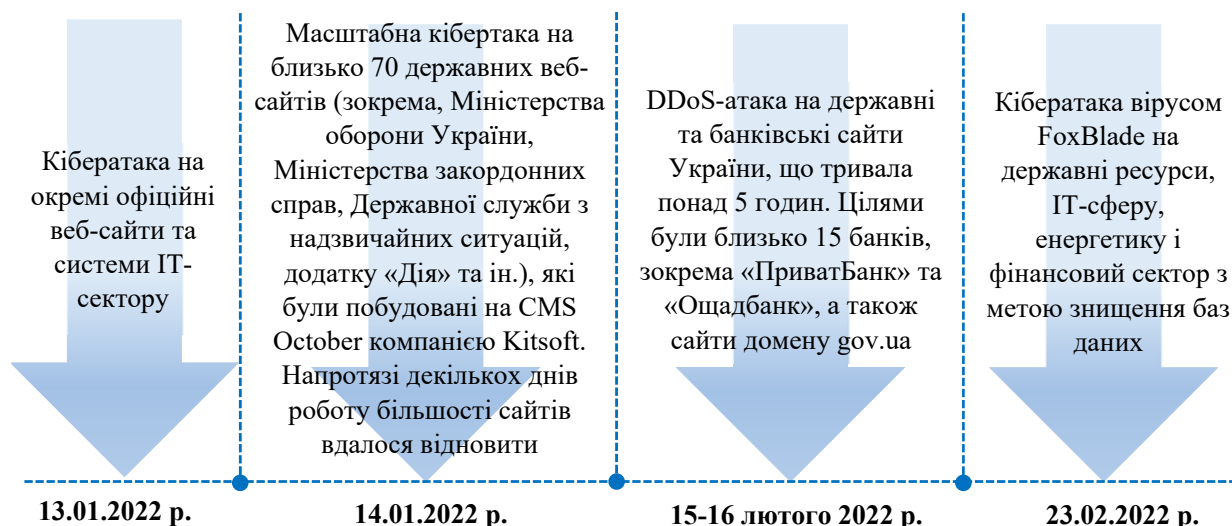 Кібератака на
окремі офіційні
веб-сайти та
системи ІТ-
сектору
Масштабна кібертака на
близько 70 державних веб-
сайтів (зокрема, Міністерства
оборони України,
Міністерства закордонних
справ, Державної служби з
надзвичайних ситуацій,
додатку «Дія» та ін.), які
були побудовані на CMS
October компанією Kitsoft.
Напротязі декількох днів
роботу більшості сайтів
вдалося відновити
DDoS-атака на державні
та банківські сайти
України, що тривала
понад 5 годин. Цілями
були близько 15 банків,
зокрема «ПриватБанк» та
«Ощадбанк», а також
сайти домену gov.ua
Кібератака вірусом
FoxBlade на
державні ресурси,
ІТ-сферу,
енергетику і
фінансовий сектор з
метою знищення баз
даних
13.01.2022 р.
14.01.2022 р.
15-16 лютого 2022 р.
23.02.2022 р.